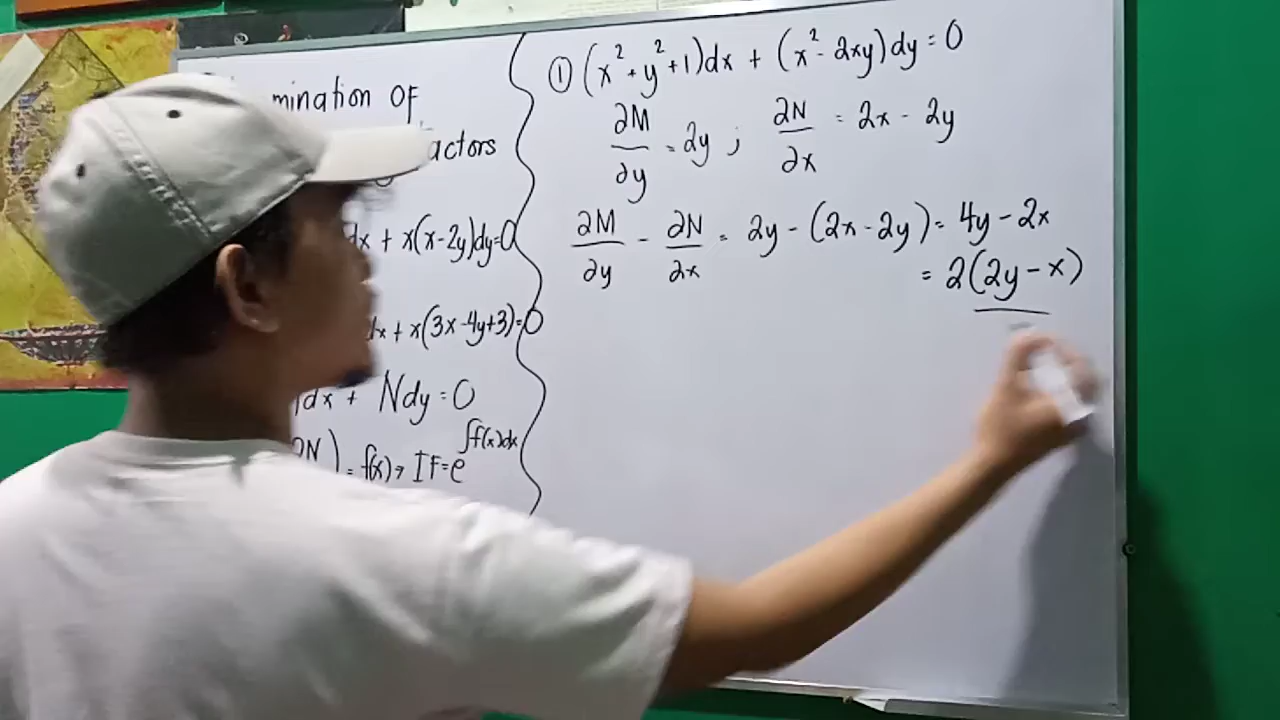 mination OF
actors
dx + x(x-2y)dy=0
dx + x(3x-4y+3)=0
dx + Ndy = 0
∂N) = f(x) → IF=e^∫f(x)dx
① (x² + y² + 1)dx + (x² - 2xy)dy = 0
∂M/∂y = 2y ; ∂N/∂x = 2x - 2y
∂M/∂y - ∂N/∂x = 2y - (2x - 2y) = 4y - 2x
= 2(2y - x)